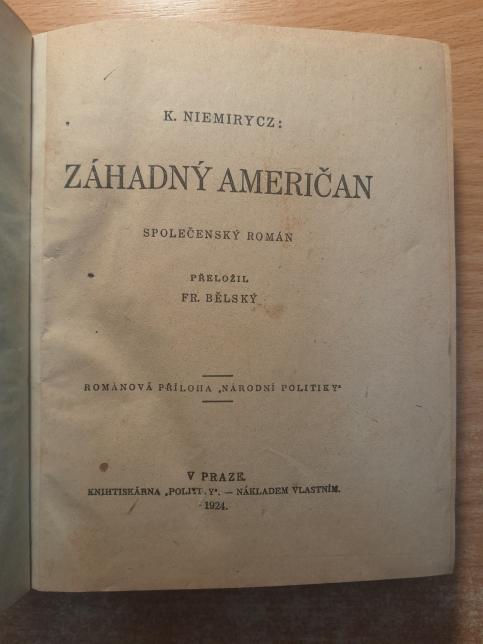 K. NIEMIRYCZ:
ZÁHADNÝ AMERIČAN
SPOLEČENSKÝ ROMÁN
PŘELOŽIL
FR. BĚLSKÝ
ROMÁNOVÁ PŘÍLOHA „NÁRODNÍ POLITIKY“
V PRAZE.
KNIHTISKÁRNA „POLITIKY“. — NÁKLADEM VLASTNÍM.
1924.